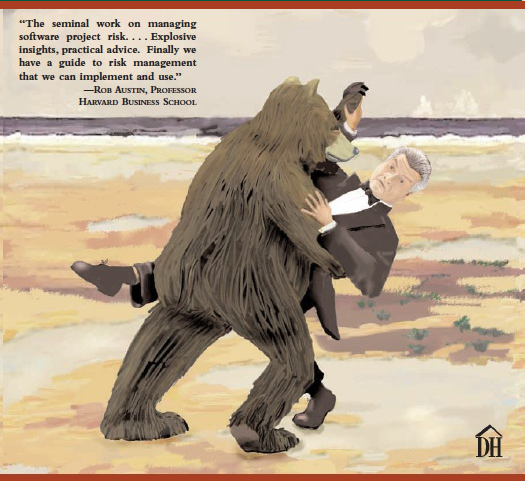 “The seminal work on managing
software project risk. . . . Explosive
insights, practical advice. Finally we
have a guide to risk management
that we can implement and use.”
—Rob Austin, Professor
Harvard Business School
DH